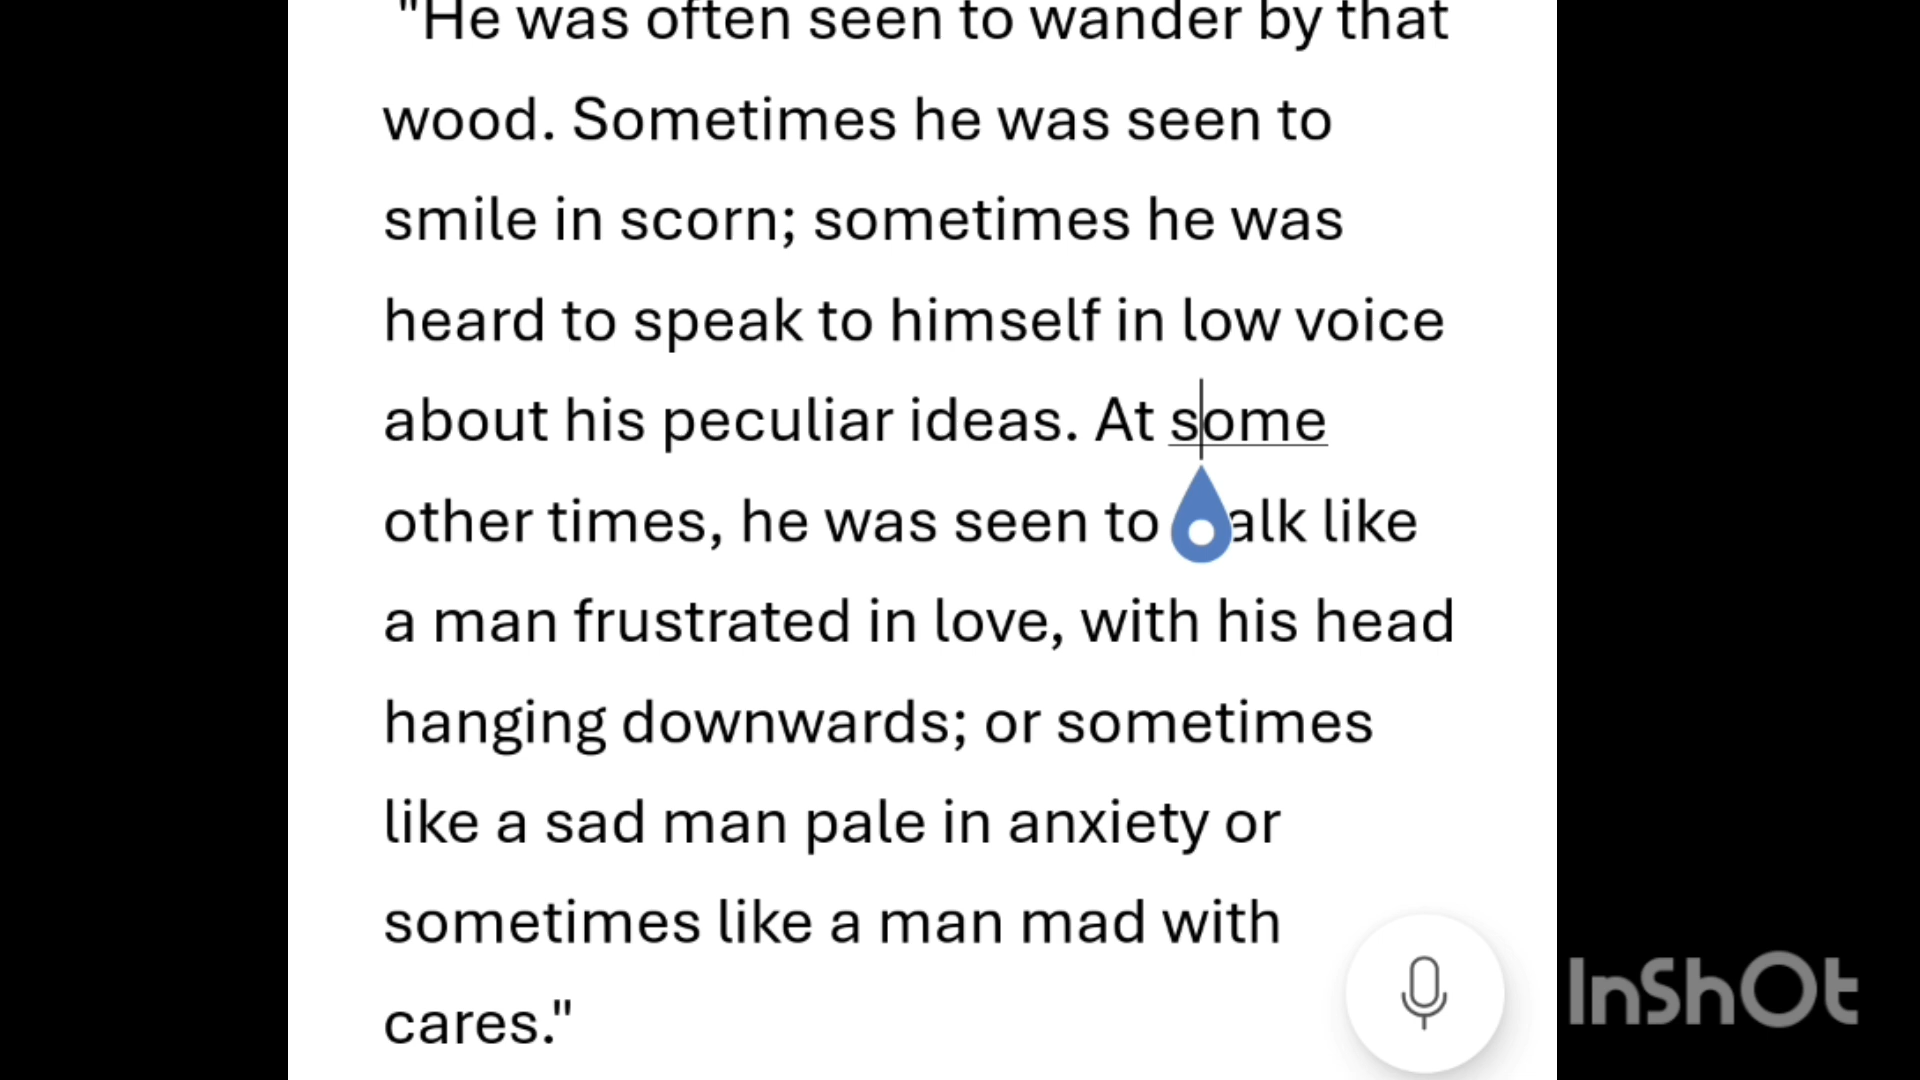 "He was often seen to wander by that
wood. Sometimes he was seen to
smile in scorn; sometimes he was
heard to speak to himself in low voice
about his peculiar ideas. At some
other times, he was seen to alk like
a man frustrated in love, with his head
hanging downwards; or sometimes
like a sad man pale in anxiety or
sometimes like a man mad with
cares."
InShOt